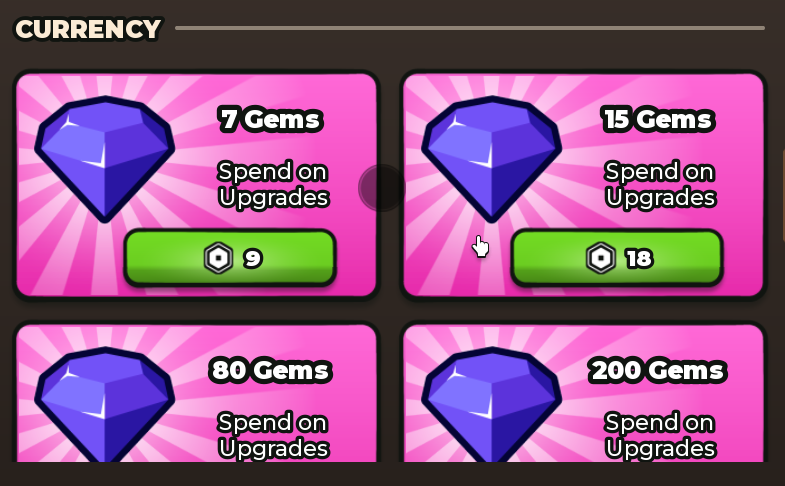 CURRENCY
7 Gems
Spend on
Upgrades
9
15 Gems
Spend on
Upgrades
18
80 Gems
Spend on
Upgrades
200 Gems
Spend on
Upgrades